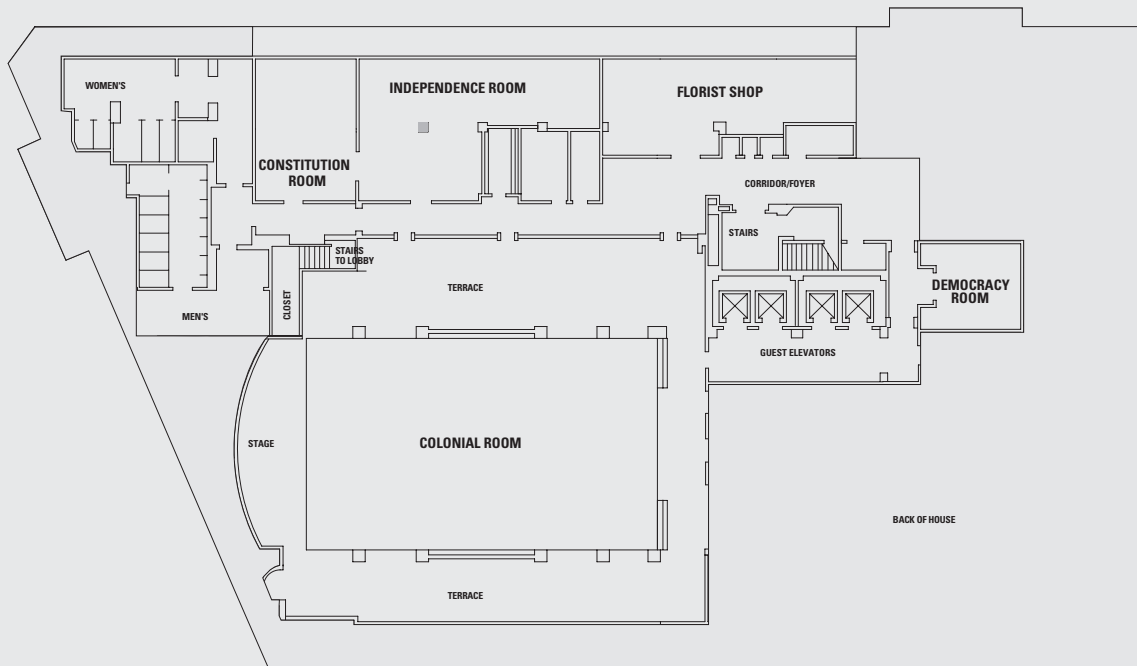 WOMEN'S
INDEPENDENCE ROOM
FLORIST SHOP
CONSTITUTION
ROOM
CORRIDOR/FOYER
STAIRS
STAIRS
TO LOBBY
DEMOCRACY
ROOM
TERRACE
CLOSET
MEN'S
GUEST ELEVATORS
STAGE
COLONIAL ROOM
BACK OF HOUSE
TERRACE